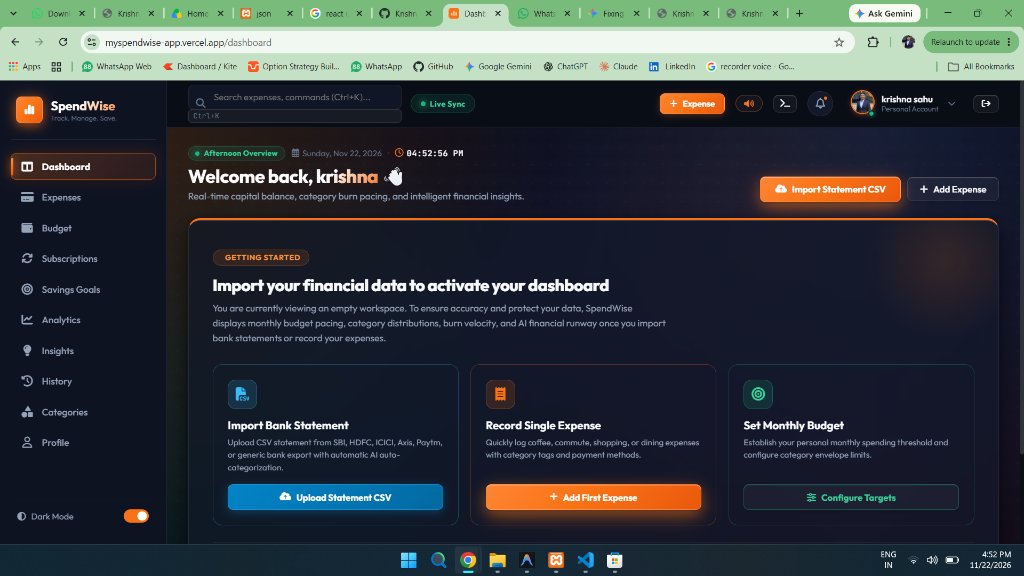 Downl
Krishn
Home
json
react i
Krishn
Dashb
Whats
Fixing
Krishn
Krishn
Ask Gemini
myspendwise-app.vercel.app/dashboard
Relaunch to update
Apps
WhatsApp Web
Dashboard / Kite
Option Strategy Buil...
WhatsApp
GitHub
Google Gemini
ChatGPT
Claude
LinkedIn
recorder voice - Go...
All Bookmarks
SpendWise
Track. Manage. Save.
Search expenses, commands (Ctrl+K)...
Ctrl+K
Live Sync
+ Expense
krishna sahu
Personal Account
Dashboard
Expenses
Budget
Subscriptions
Savings Goals
Analytics
Insights
History
Categories
Profile
Dark Mode
Afternoon Overview
Sunday, Nov 22, 2026
04:52:56 PM
Welcome back, krishna
Real-time capital balance, category burn pacing, and intelligent financial insights.
Import Statement CSV
+ Add Expense
GETTING STARTED
Import your financial data to activate your dashboard
You are currently viewing an empty workspace. To ensure accuracy and protect your data, SpendWise
displays monthly budget pacing, category distributions, burn velocity, and AI financial runway once you import
bank statements or record your expenses.
CSV
Import Bank Statement
Upload CSV statement from SBI, HDFC, ICICI, Axis, Paytm,
or generic bank export with automatic AI auto-
categorization.
Upload Statement CSV
Record Single Expense
Quickly log coffee, commute, shopping, or dining expenses
with category tags and payment methods.
+ Add First Expense
Set Monthly Budget
Establish your personal monthly spending threshold and
configure category envelope limits.
Configure Targets
ENG
IN
4:52 PM
11/22/2026